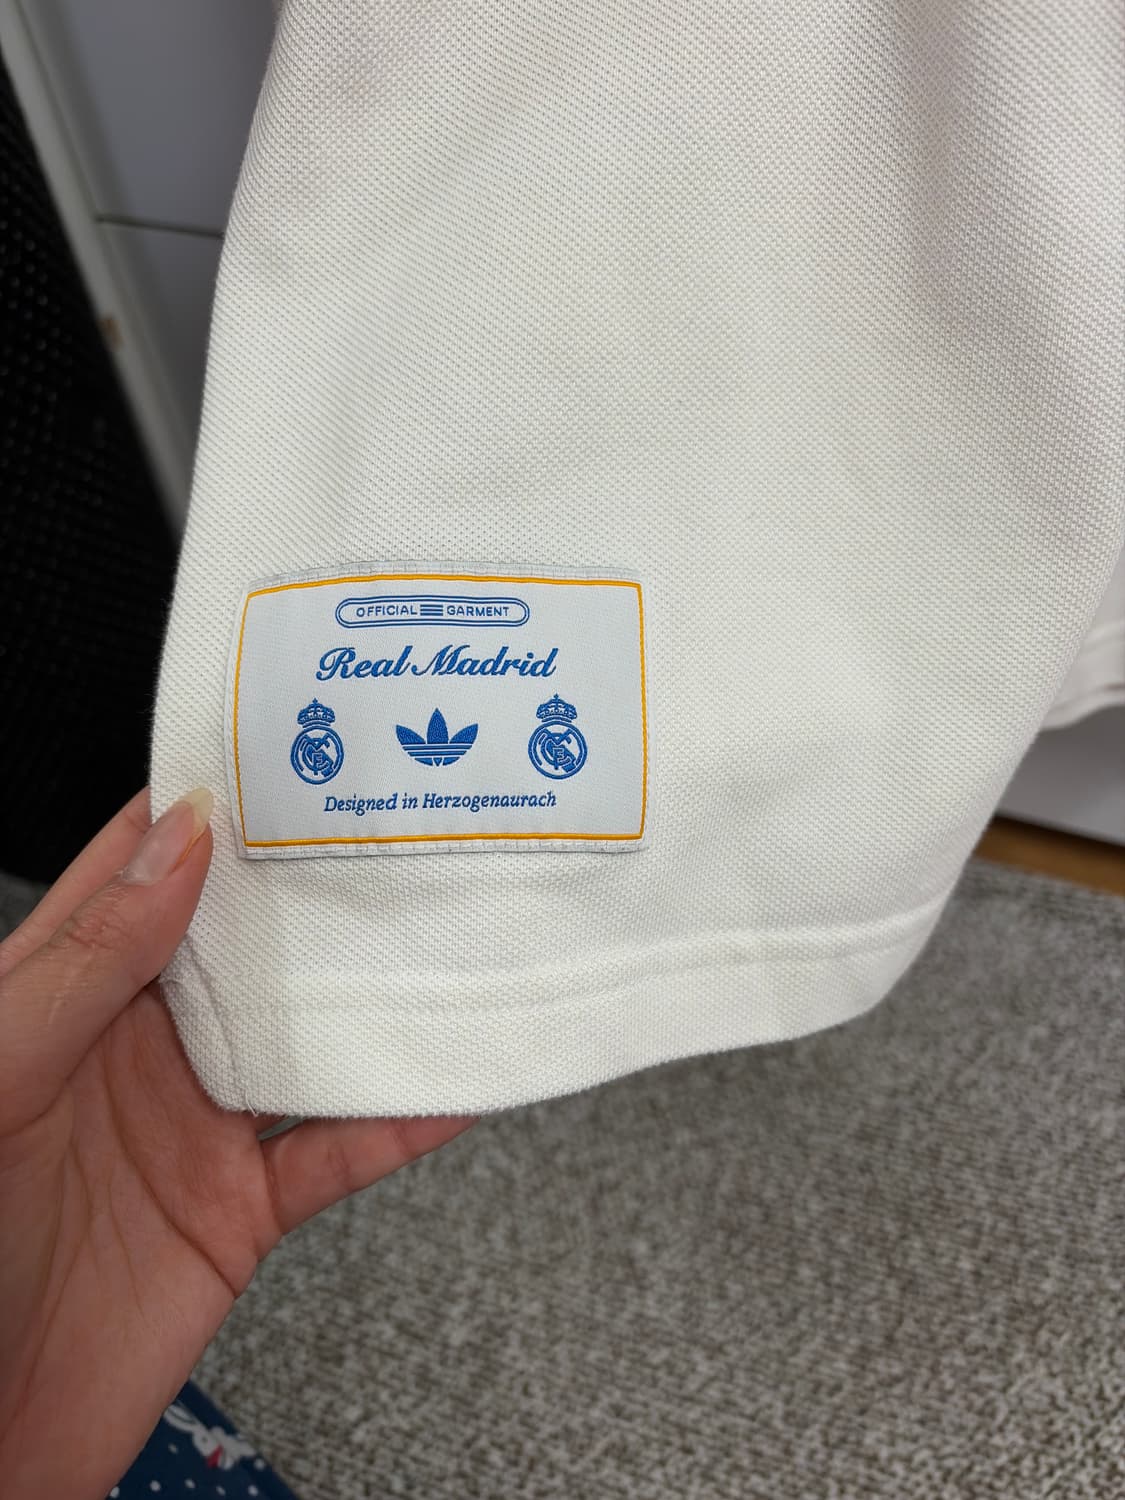 OFFICIAL GARMENT
Real Madrid
Designed in Herzogenaurach